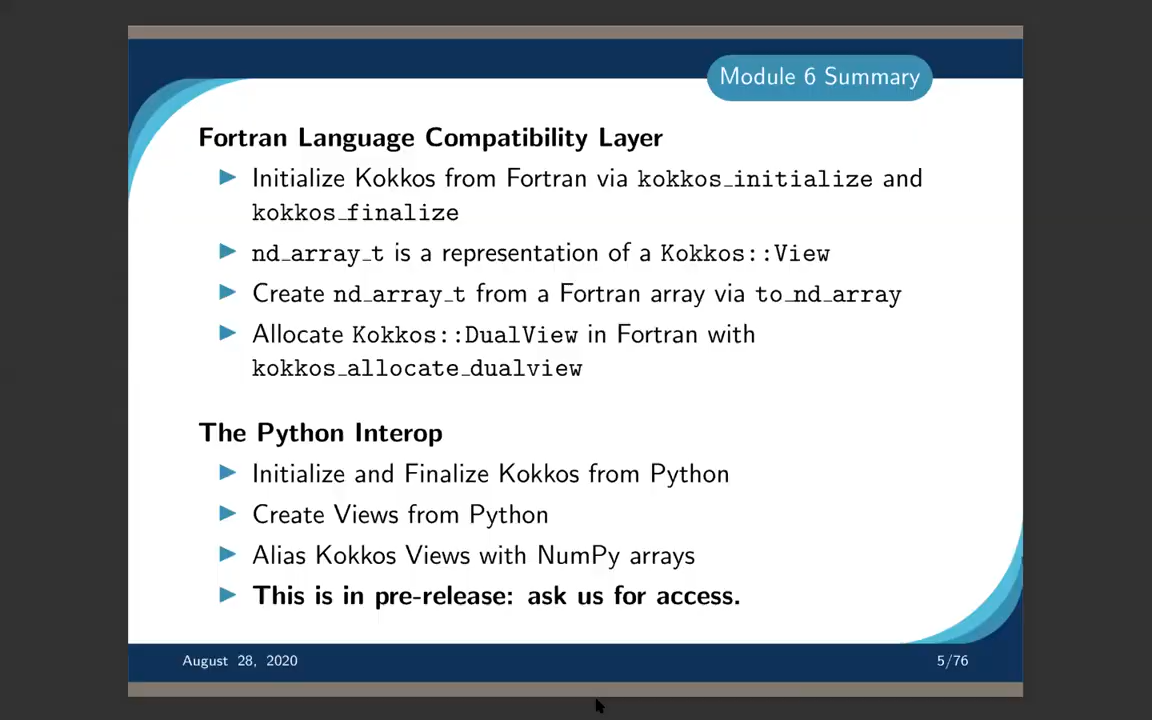 Module 6 Summary
Fortran Language Compatibility Layer
Initialize Kokkos from Fortran via kokkos_initialize and
kokkos_finalize
nd_array_t is a representation of a Kokkos::View
Create nd_array_t from a Fortran array via to_nd_array
Allocate Kokkos::DualView in Fortran with
kokkos_allocate_dualview
The Python Interop
Initialize and Finalize Kokkos from Python
Create Views from Python
Alias Kokkos Views with NumPy arrays
This is in pre-release: ask us for access.
August 28, 2020
5/76